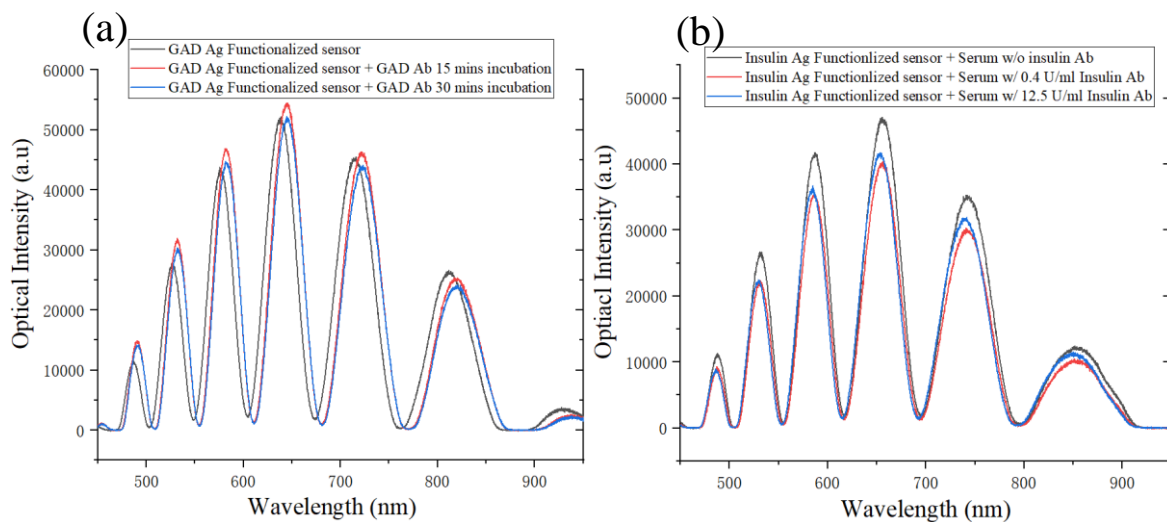 (a)
GAD Ag Functionalized sensor
GAD Ag Functionalized sensor + GAD Ab 15 mins incubation
GAD Ag Functionalized sensor + GAD Ab 30 mins incubation
60000
50000
40000
30000
20000
10000
0
Optical Intensity (a.u)
500 600 700 800 900
Wavelength (nm)
(b)
Insulin Ag Functionlized sensor + Serum w/o insulin Ab
Insulin Ag Functionlized sensor + Serum w/ 0.4 U/ml Insulin Ab
Insulin Ag Functionlized sensor + Serum w/ 12.5 U/ml Insulin Ab
50000
40000
30000
20000
10000
0
Optiacl Intensity (a.u)
500 600 700 800 900
Wavelength (nm)